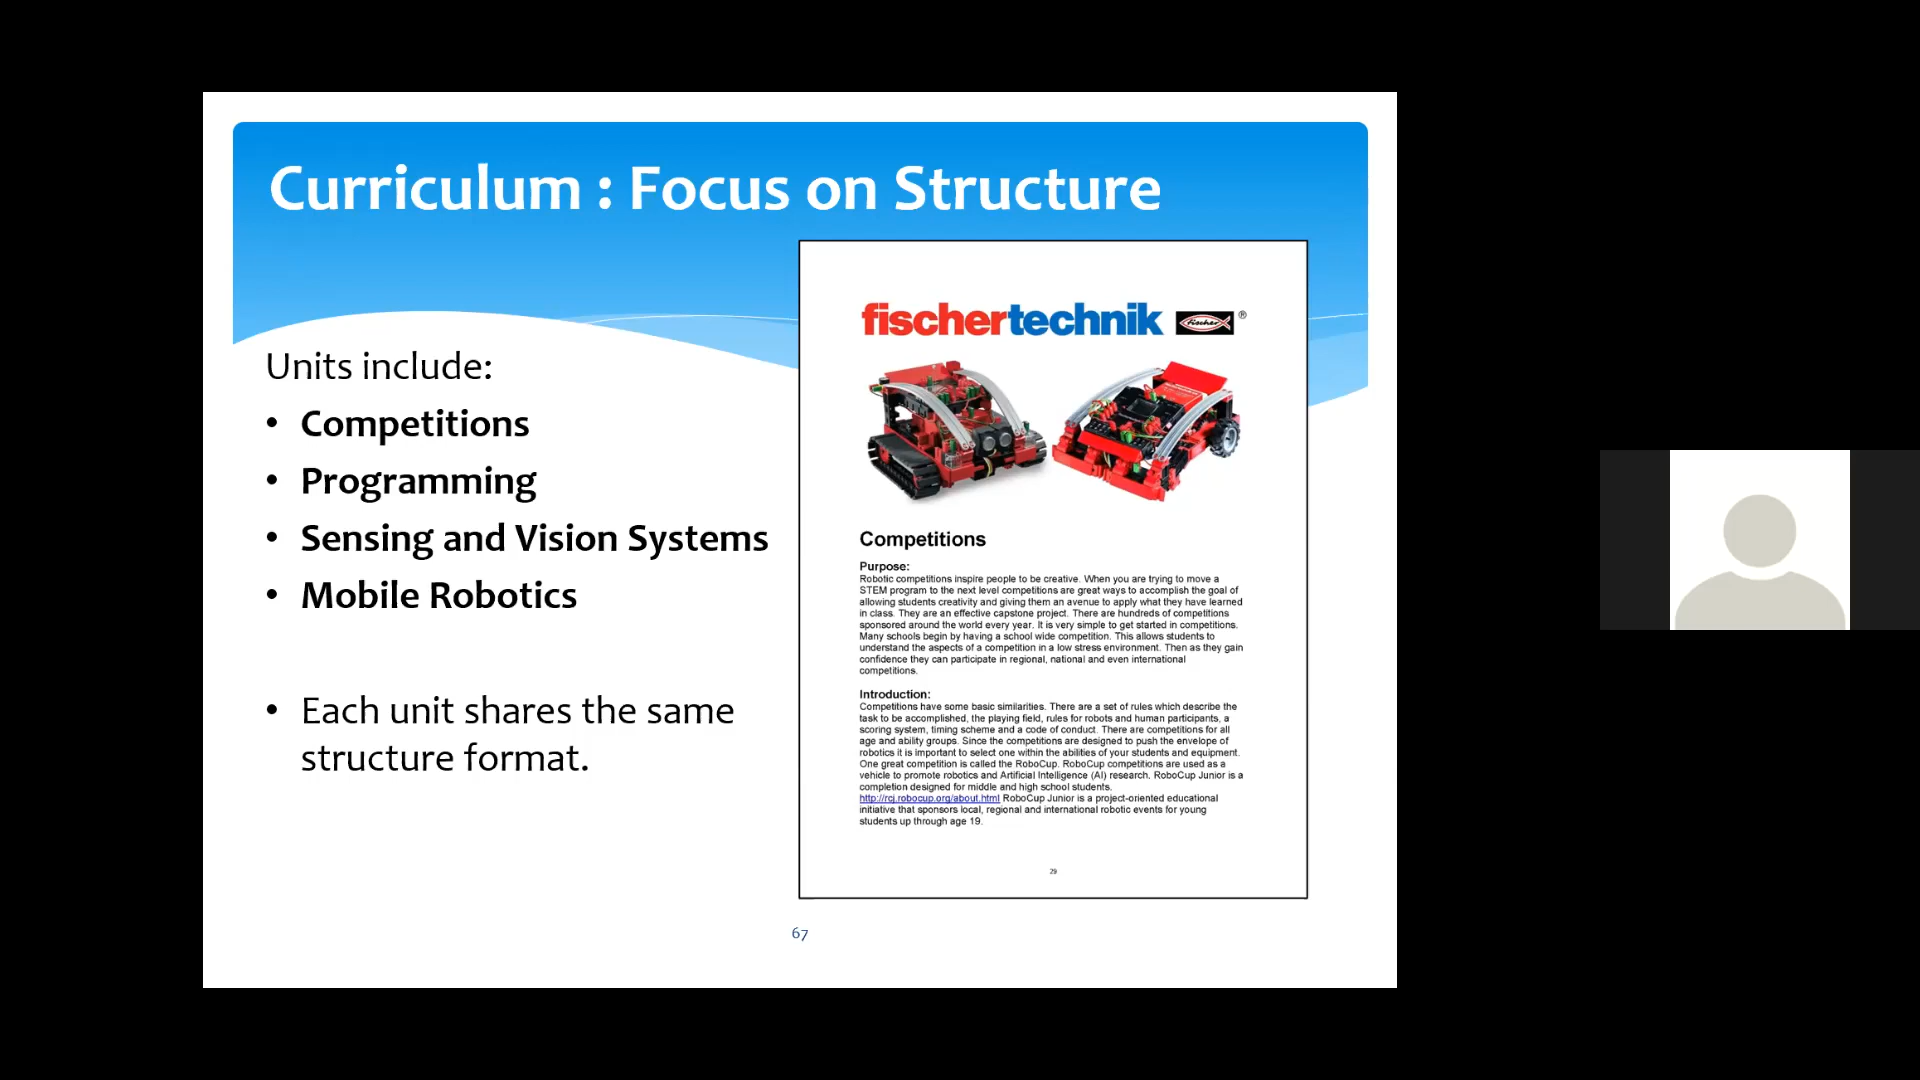 Curriculum : Focus on Structure
Units include:
• Competitions
• Programming
• Sensing and Vision Systems
• Mobile Robotics
• Each unit shares the same
structure format.
fischertechnik fischer ®
Competitions
Purpose:
Robotic competitions inspire people to be creative. When you are trying to move a
STEM program to the next level competitions are great ways to accomplish the goal of
allowing students creativity and giving them an avenue to apply what they have learned
in class. They are an effective capstone project. There are hundreds of competitions
sponsored around the world every year. It is very simple to get started in competitions.
Many schools begin by having a school wide competition. This allows students to
understand the aspects of a competition in a low stress environment. Then as they gain
confidence they can participate in regional, national and even international
competitions.
Introduction:
Competitions have some basic similarities. There are a set of rules which describe the
task to be accomplished, the playing field, rules for robots and human participants, a
scoring system, timing scheme and a code of conduct. There are competitions for all
age and ability groups. Since the competitions are designed to push the envelope of
robotics it is important to select one within the abilities of your students and equipment.
One great competition is called the RoboCup. RoboCup competitions are used as a
vehicle to promote robotics and Artificial Intelligence (AI) research. RoboCup Junior is a
completion designed for middle and high school students.
http://rcj.robocup.org/about.html RoboCup Junior is a project-oriented educational
initiative that sponsors local, regional and international robotic events for young
students up through age 19.
29
67